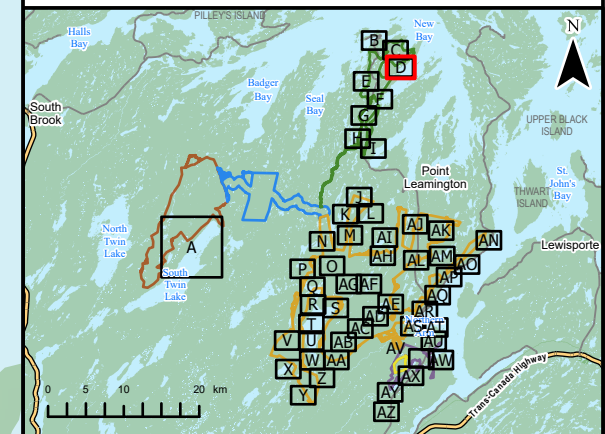 PILLEY'S ISLAND
Halls
Bay
New
Bay
N
B
C
D
Badger
Bay
E
F
Seal
Bay
South
Brook
G
H
I
UPPER BLACK
ISLAND
Point
Leamington
St.
John's
Bay
THWART
ISLAND
J
K
L
AJ
AK
North
Twin
Lake
A
N
M
AI
AN
Lewisporte
AH
AL
AM
AO
South
Twin
Lake
P
O
AP
Q
AG
AF
AQ
R
S
AE
AR
AD
T
AC
AS
AT
V
U
AB
AV
AU
W
AA
AW
X
Z
AX
Y
AY
AZ
Trans-Canada Highway
0 5 10 20 km